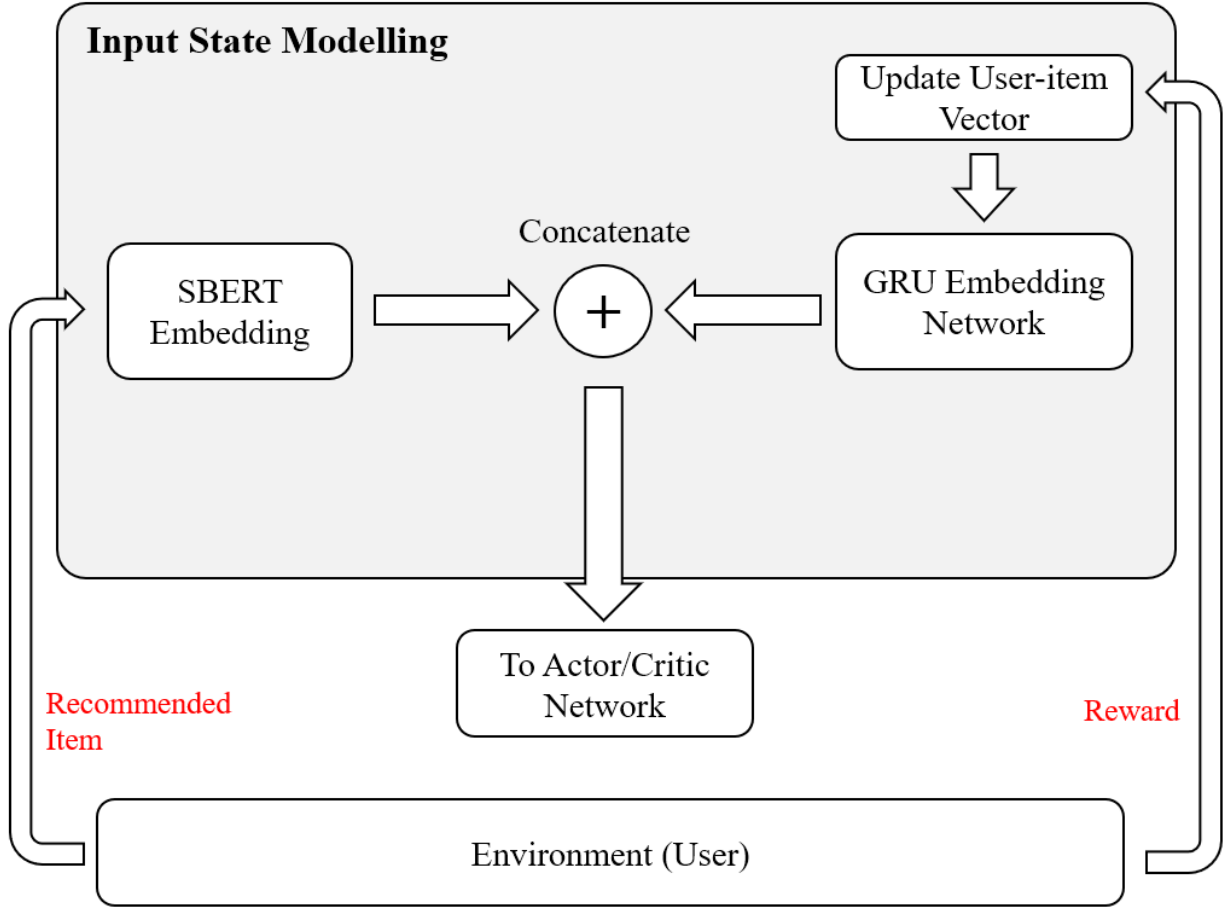 Input State Modelling
Update User-item
Vector
Concatenate
SBERT
Embedding
+
GRU Embedding
Network
To Actor/Critic
Network
Recommended
Item
Reward
Environment (User)